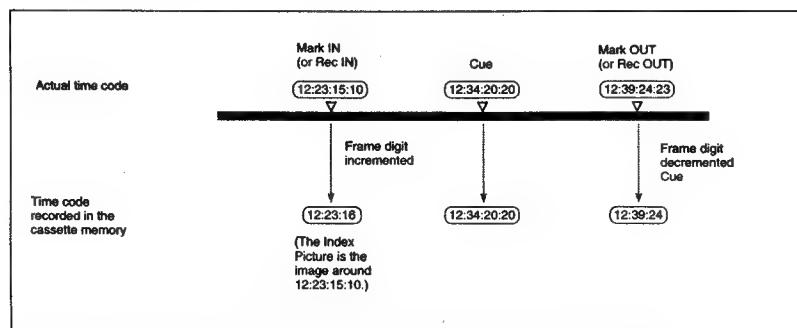 Mark IN
(or Rec IN)
Cue
Mark OUT
(or Rec OUT)
Actual time code
12:23:15:10
12:34:20:20
12:39:24:23
Frame digit
incremented
Frame digit
decremented
Cue
Time code
recorded in the
cassette memory
12:23:16
12:34:20:20
12:39:24
(The Index
Picture is the
image around
12:23:15:10.)